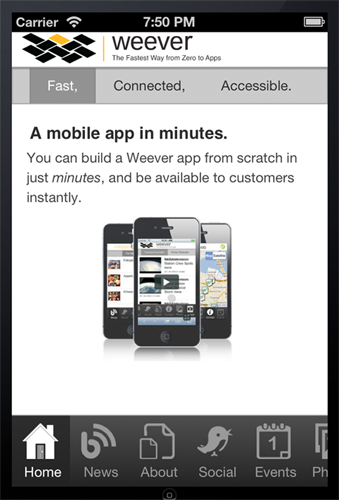 Carrier 7:50 PM
weever
The Fastest Way from Zero to Apps
Fast, Connected, Accessible.
A mobile app in minutes.
You can build a Weever app from scratch in
just minutes, and be available to customers
instantly.
weever
1
Home News About Social Events Ph